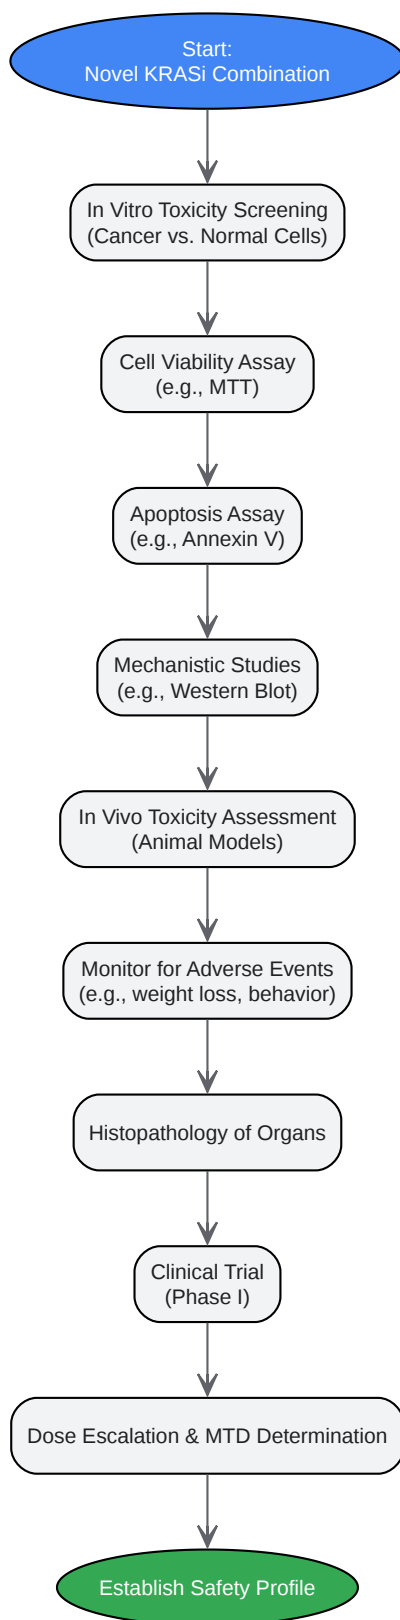 Start:
Novel KRASi Combination
In Vitro Toxicity Screening
(Cancer vs. Normal Cells)
Cell Viability Assay
(e.g., MTT)
Apoptosis Assay
(e.g., Annexin V)
Mechanistic Studies
(e.g., Western Blot)
In Vivo Toxicity Assessment
(Animal Models)
Monitor for Adverse Events
(e.g., weight loss, behavior)
Histopathology of Organs
Clinical Trial
(Phase I)
Dose Escalation & MTD Determination
Establish Safety Profile